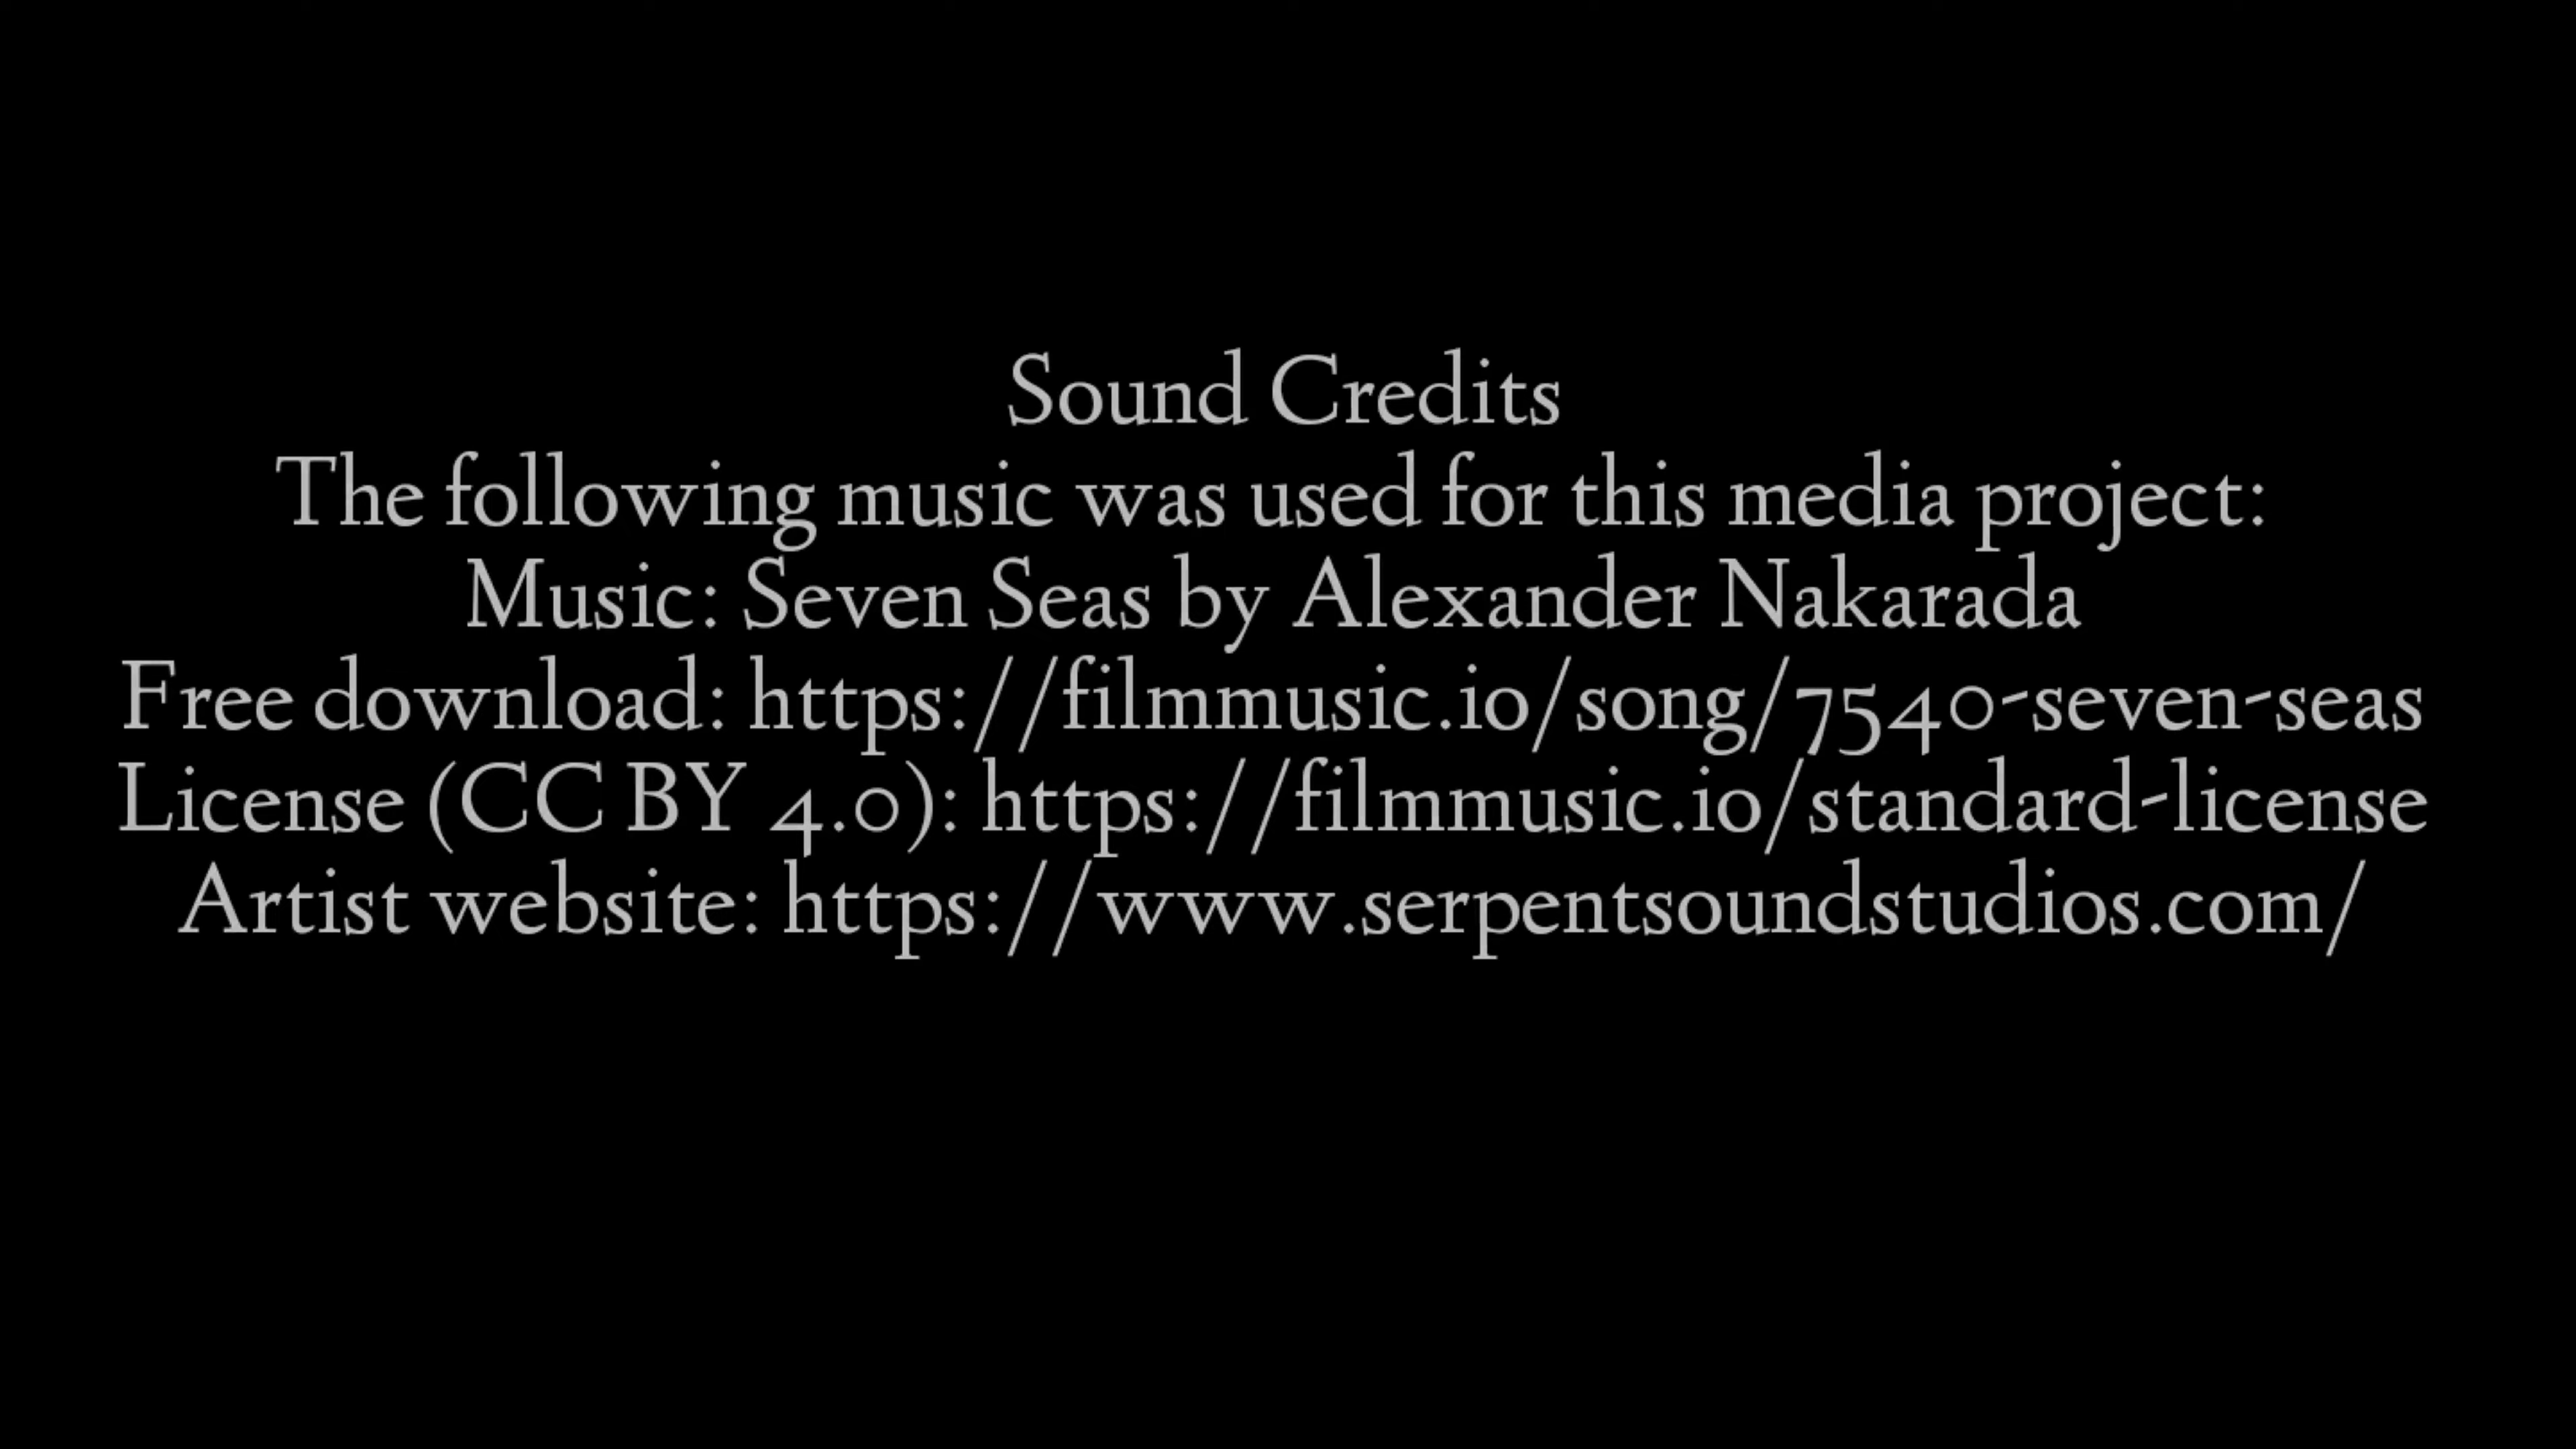 Sound Credits
The following music was used for this media project:
Music: Seven Seas by Alexander Nakarada
Free download: https://filmmusic.io/song/7540-seven-seas
License (CC BY 4.0): https://filmmusic.io/standard-license
Artist website: https://www.serpentsoundstudios.com/